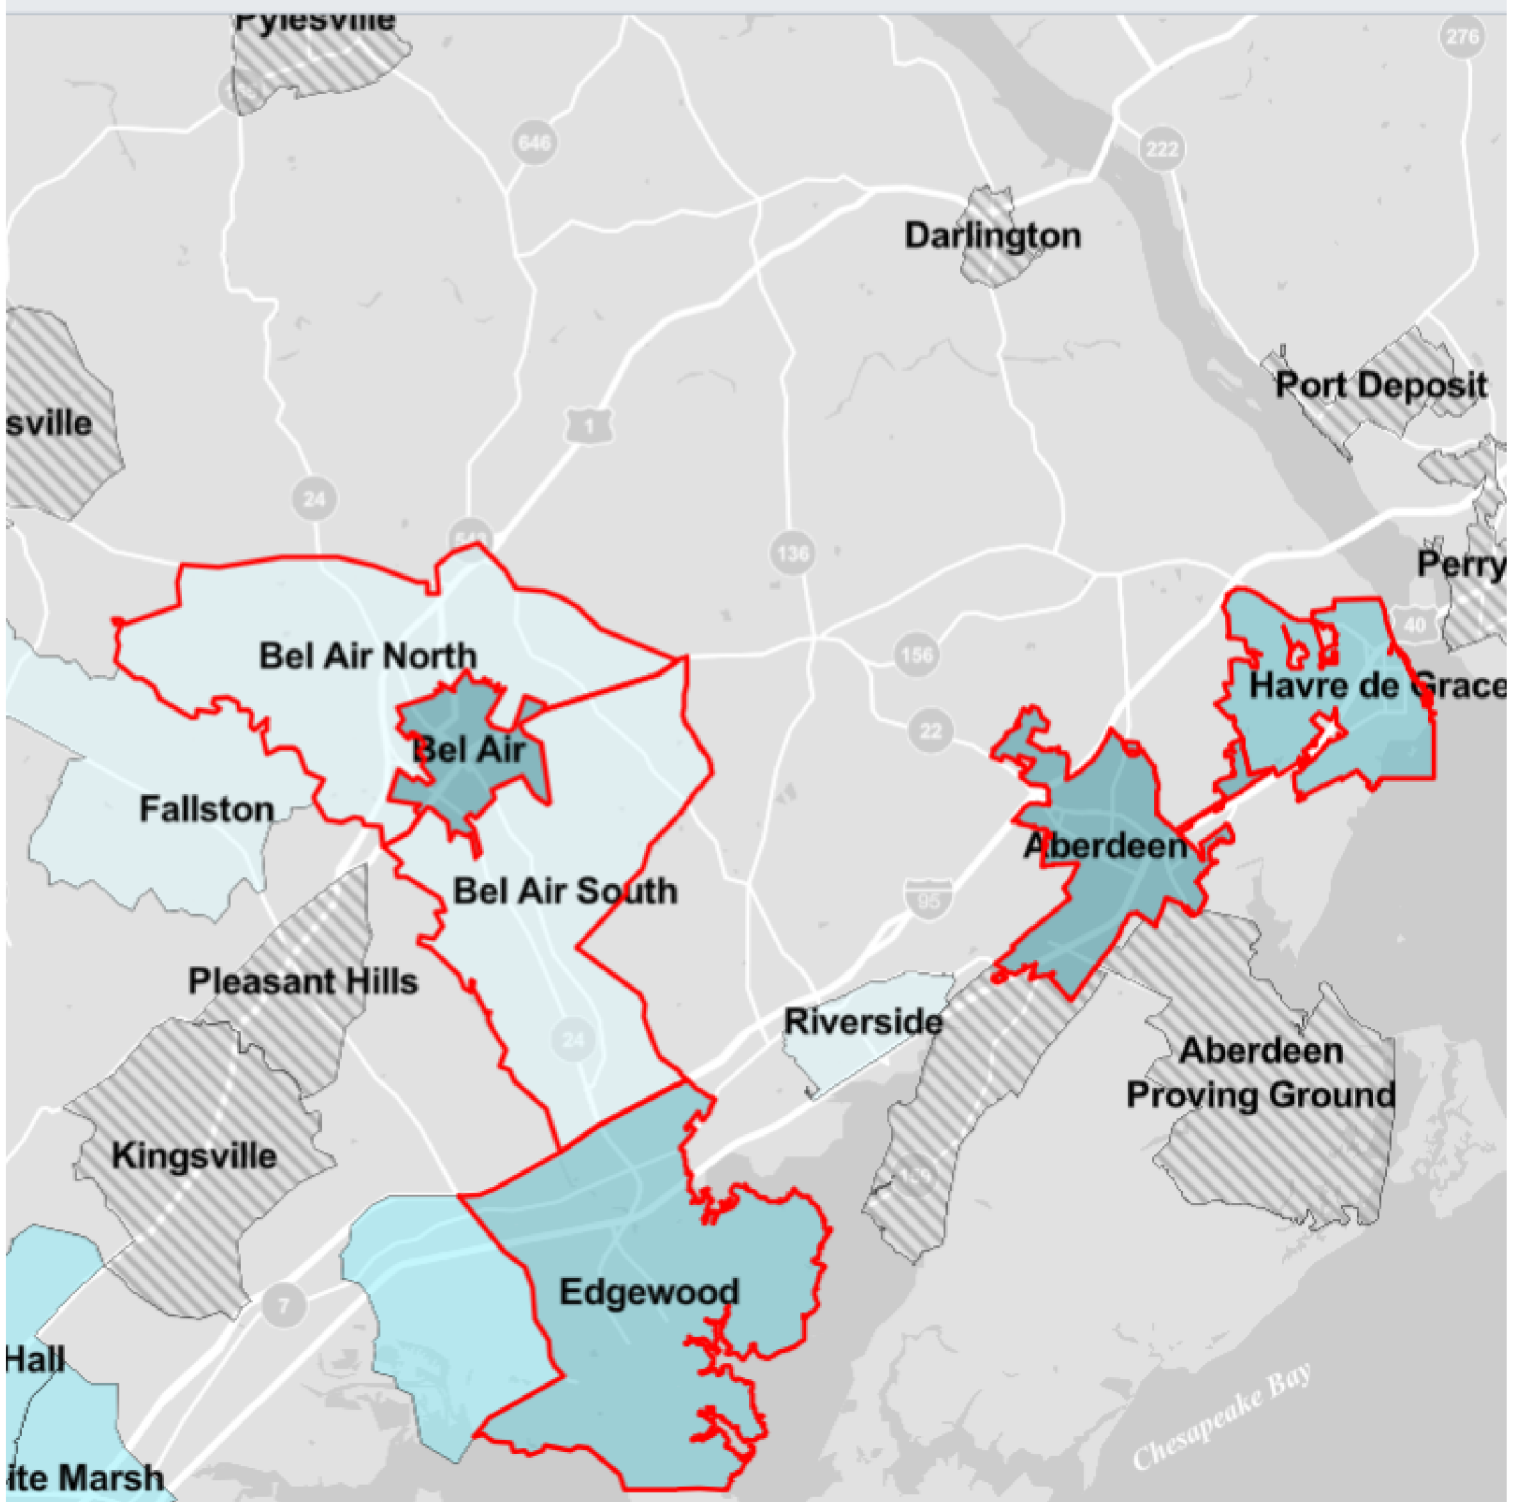 Pylesville
276
646
222
Darlington
Port Deposit
sville
1
24
543
136
Perry
40
156
Bel Air North
Havre de Grace
22
Bel Air
Fallston
Aberdeen
Bel Air South
95
Pleasant Hills
Riverside
24
Aberdeen
Proving Ground
Kingsville
159
Edgewood
7
Hall
Chesapeake Bay
ite Marsh